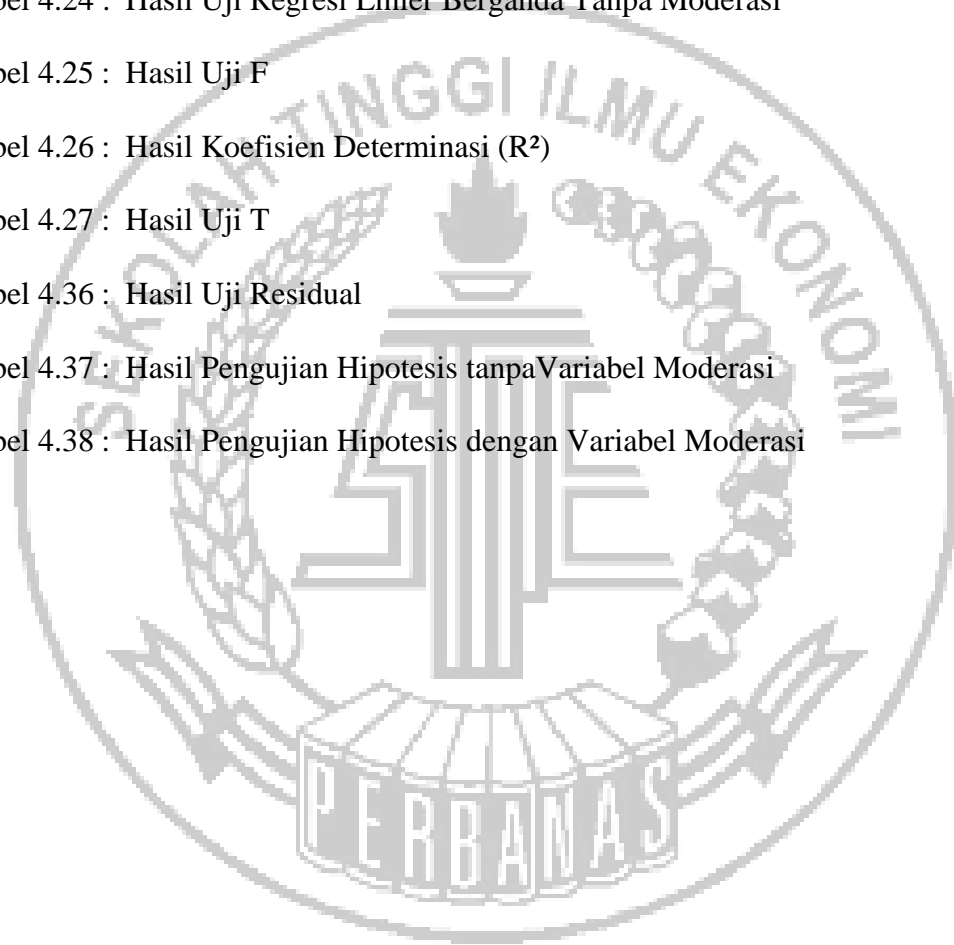 bel 4.24 : Hasil Uji Regresi Linier Berganda Tanpa Moderasi
bel 4.25 : Hasil Uji F
bel 4.26 : Hasil Koefisien Determinasi (R²)
bel 4.27 : Hasil Uji T
bel 4.36 : Hasil Uji Residual
bel 4.37 : Hasil Pengujian Hipotesis tanpaVariabel Moderasi
bel 4.38 : Hasil Pengujian Hipotesis dengan Variabel Moderasi
SEKOLAH TINGGI ILMU EKONOMI
PERBANAS